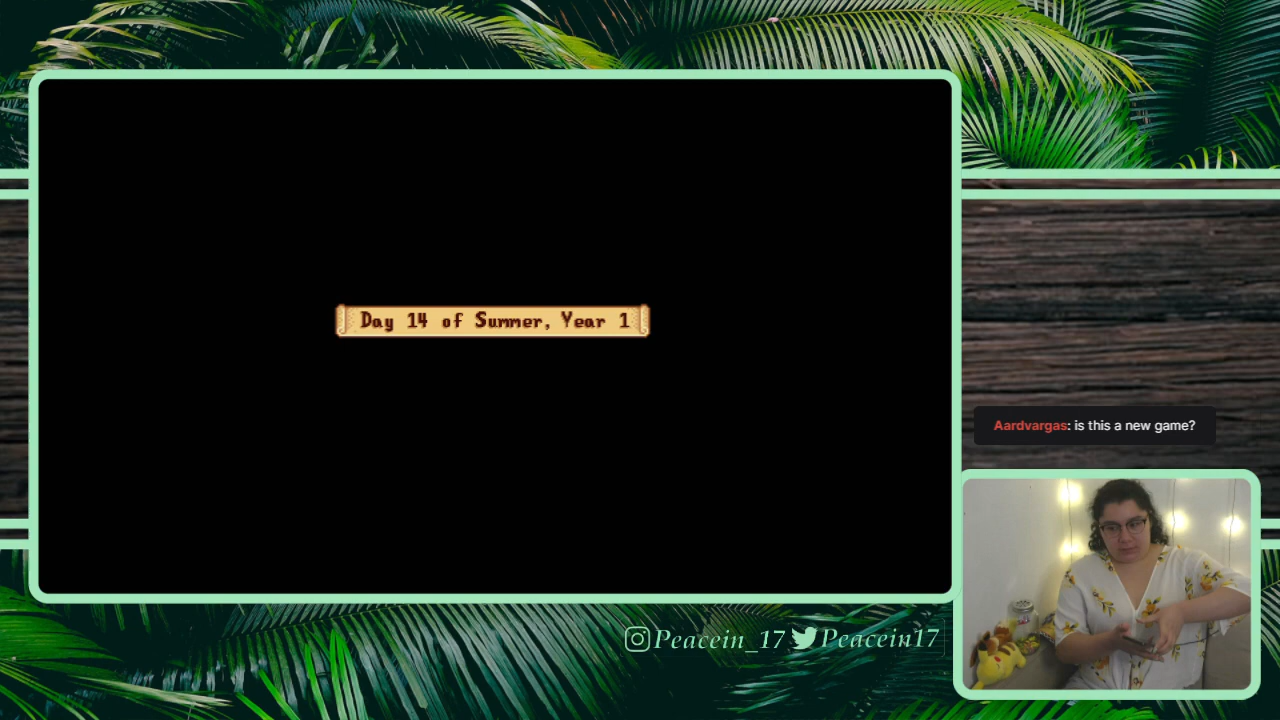 Day 14 of Summer, Year 1
Aardvargas: is this a new game?
Peacein_17 Peacein17